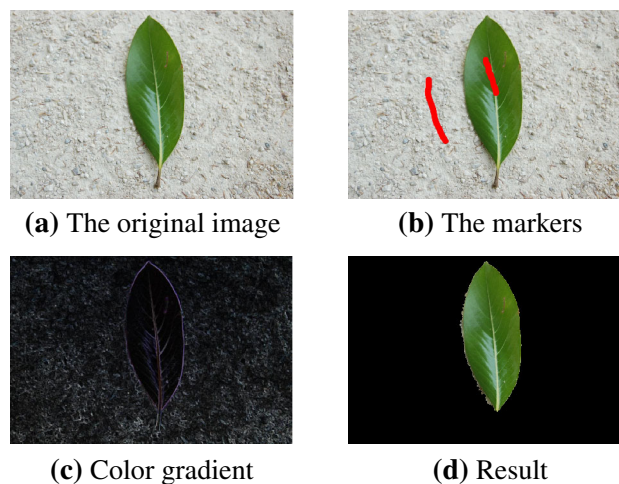 (a) The original image
(b) The markers
(c) Color gradient
(d) Result